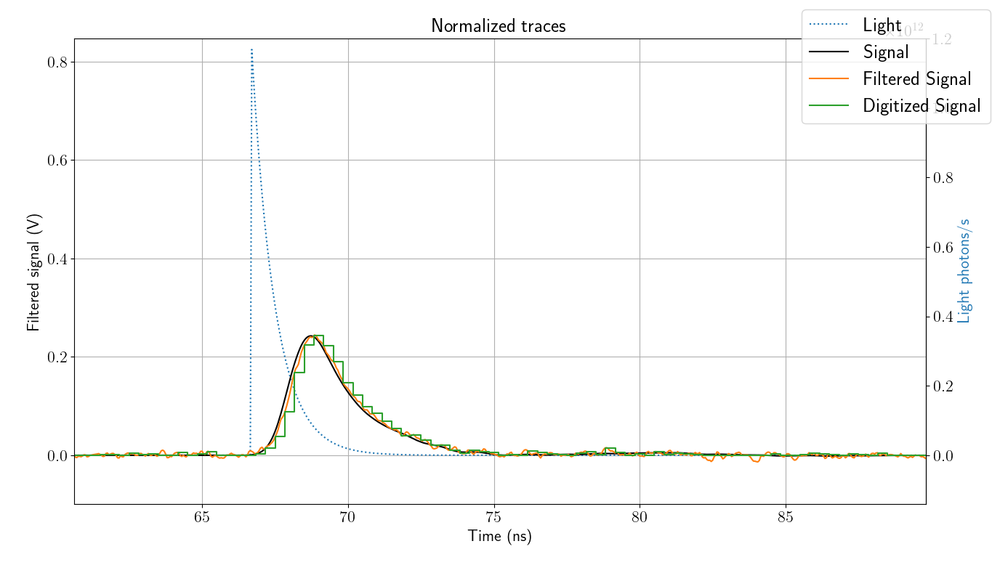 Normalized traces
Light
Signal
Filtered Signal
Digitized Signal
×10¹²
1.2
0.8
0.6
0.4
0.2
0.0
Light photons/s
0.8
0.6
0.4
0.2
0.0
Filtered signal (V)
65
70
75
80
85
Time (ns)